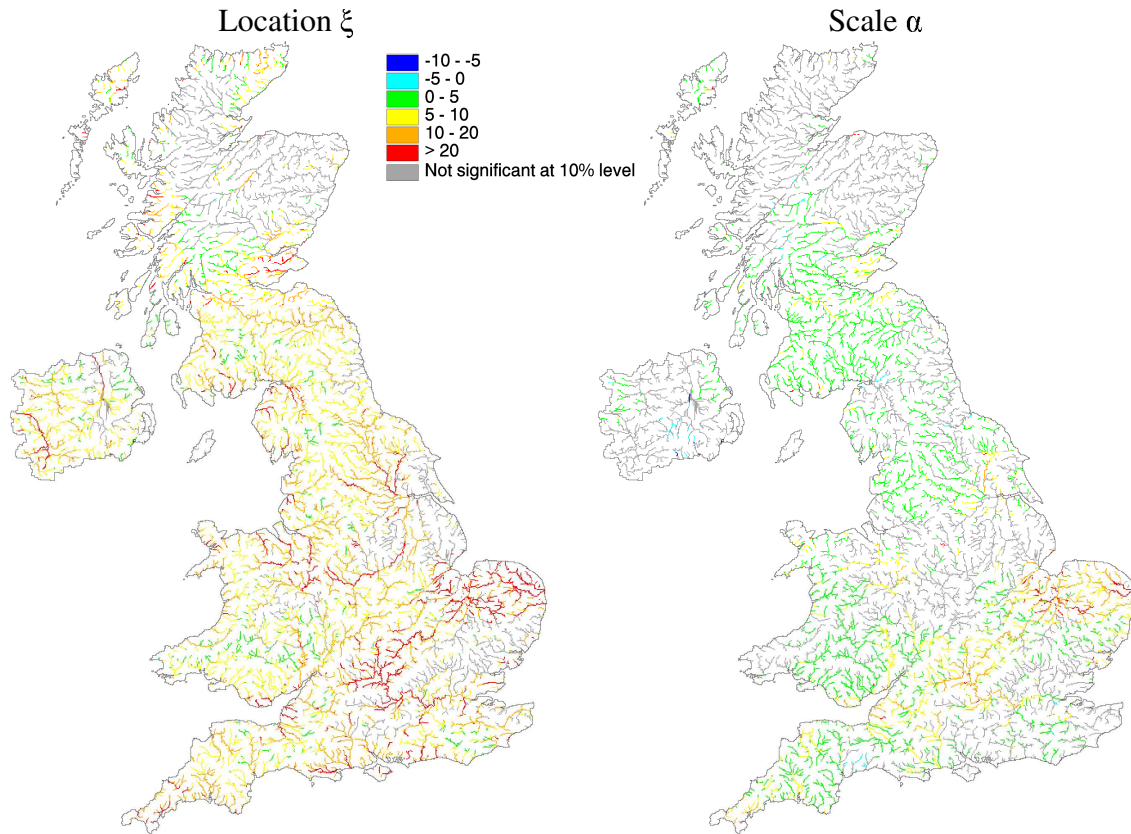 Location ξ
Scale α
-10 - -5
-5 - 0
0 - 5
5 - 10
10 - 20
> 20
Not significant at 10% level